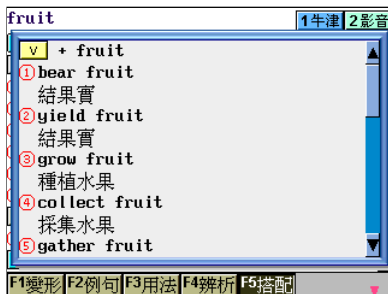 fruit 1牛津 2影音
V + fruit
①bear fruit
結果實
②yield fruit
結果實
③grow fruit
種植水果
④collect fruit
採集水果
⑤gather fruit
F1變形 F2例句 F3用法 F4辨析 F5搭配